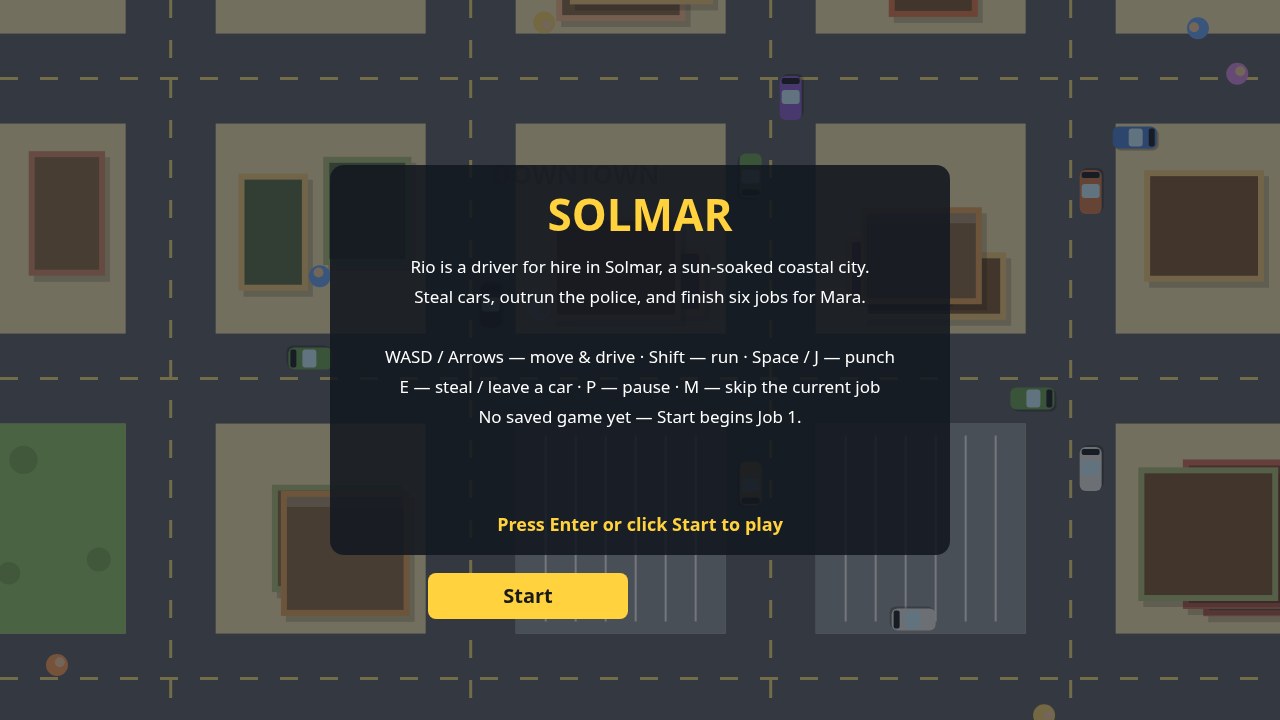 DOWNTOWN
SOLMAR
Rio is a driver for hire in Solmar, a sun-soaked coastal city.
Steal cars, outrun the police, and finish six jobs for Mara.
WASD / Arrows — move & drive · Shift — run · Space / J — punch
E — steal / leave a car · P — pause · M — skip the current job
No saved game yet — Start begins Job 1.
Press Enter or click Start to play
Start